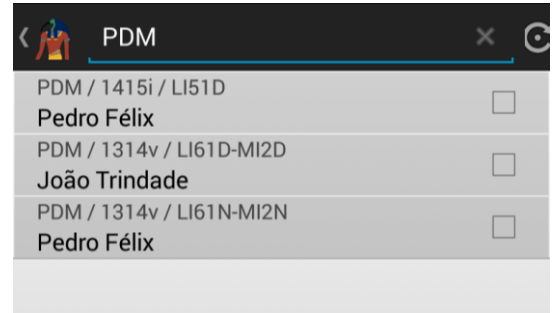 PDM
PDM / 1415i / LI51D
Pedro Félix
PDM / 1314v / LI61D-MI2D
João Trindade
PDM / 1314v / LI61N-MI2N
Pedro Félix